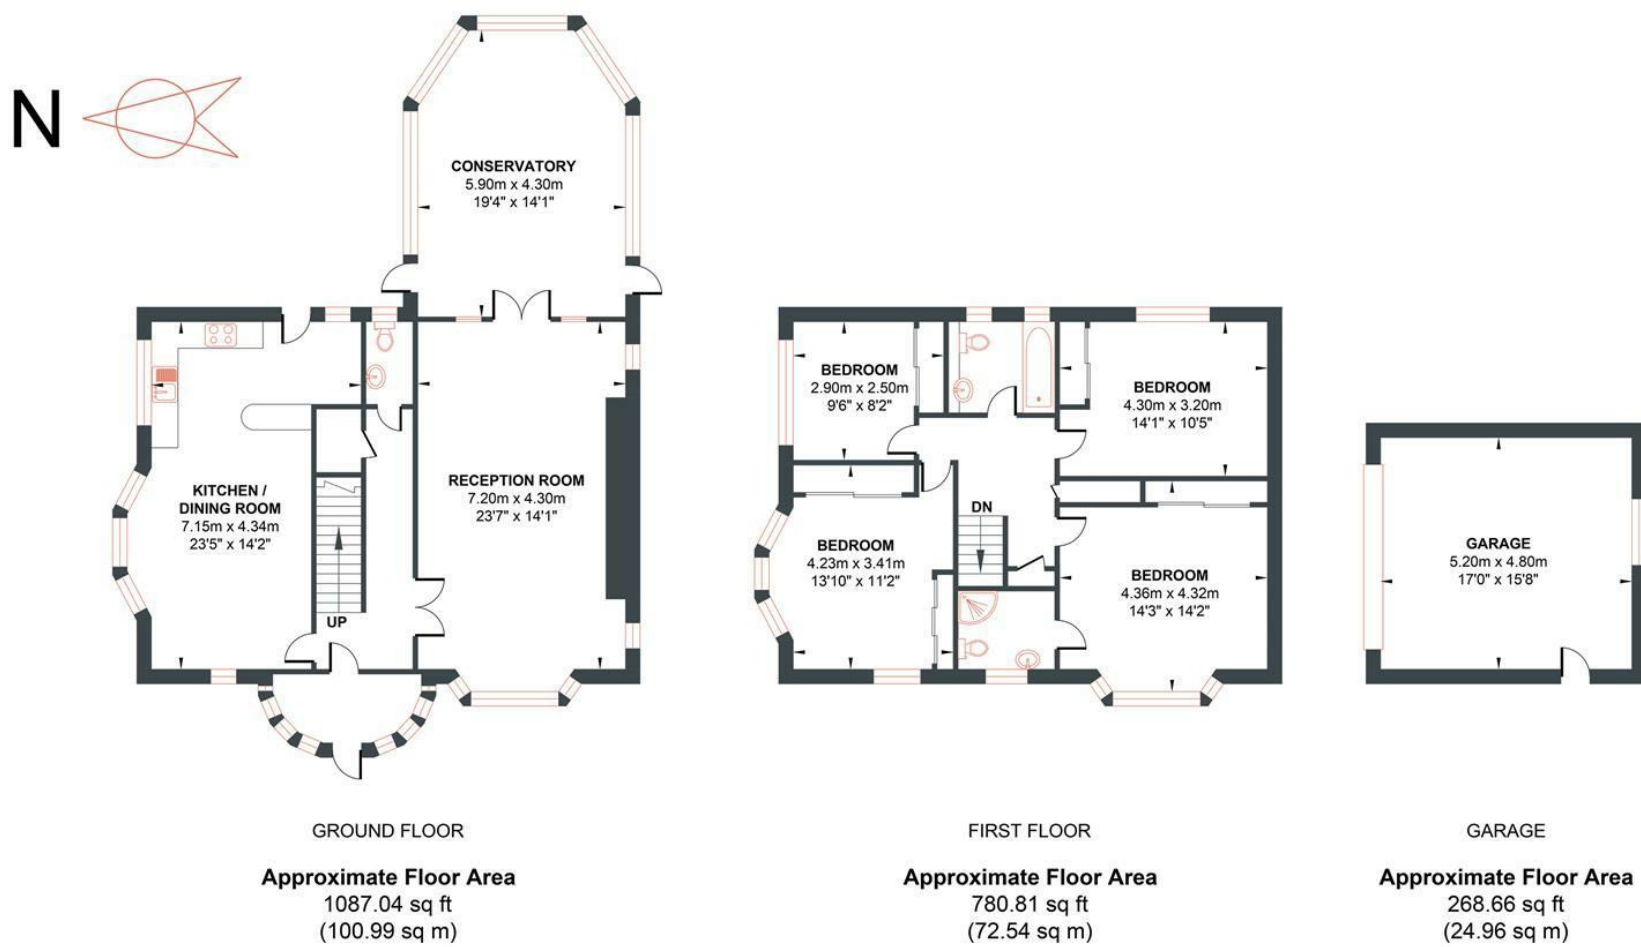 N
CONSERVATORY
5.90m x 4.30m
19'4" x 14'1"
KITCHEN /
DINING ROOM
7.15m x 4.34m
23'5" x 14'2"
RECEPTION ROOM
7.20m x 4.30m
23'7" x 14'1"
UP
GROUND FLOOR
Approximate Floor Area
1087.04 sq ft
(100.99 sq m)
BEDROOM
2.90m x 2.50m
9'6" x 8'2"
BEDROOM
4.30m x 3.20m
14'1" x 10'5"
DN
BEDROOM
4.23m x 3.41m
13'10" x 11'2"
BEDROOM
4.36m x 4.32m
14'3" x 14'2"
FIRST FLOOR
Approximate Floor Area
780.81 sq ft
(72.54 sq m)
GARAGE
5.20m x 4.80m
17'0" x 15'8"
GARAGE
Approximate Floor Area
268.66 sq ft
(24.96 sq m)